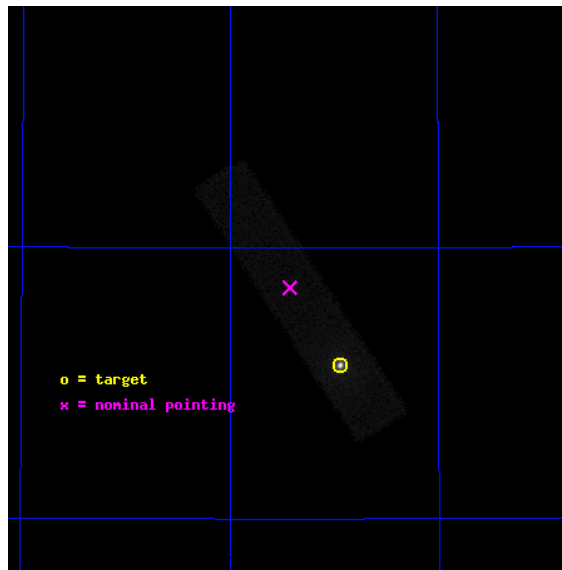 o = target
x = nominal pointing